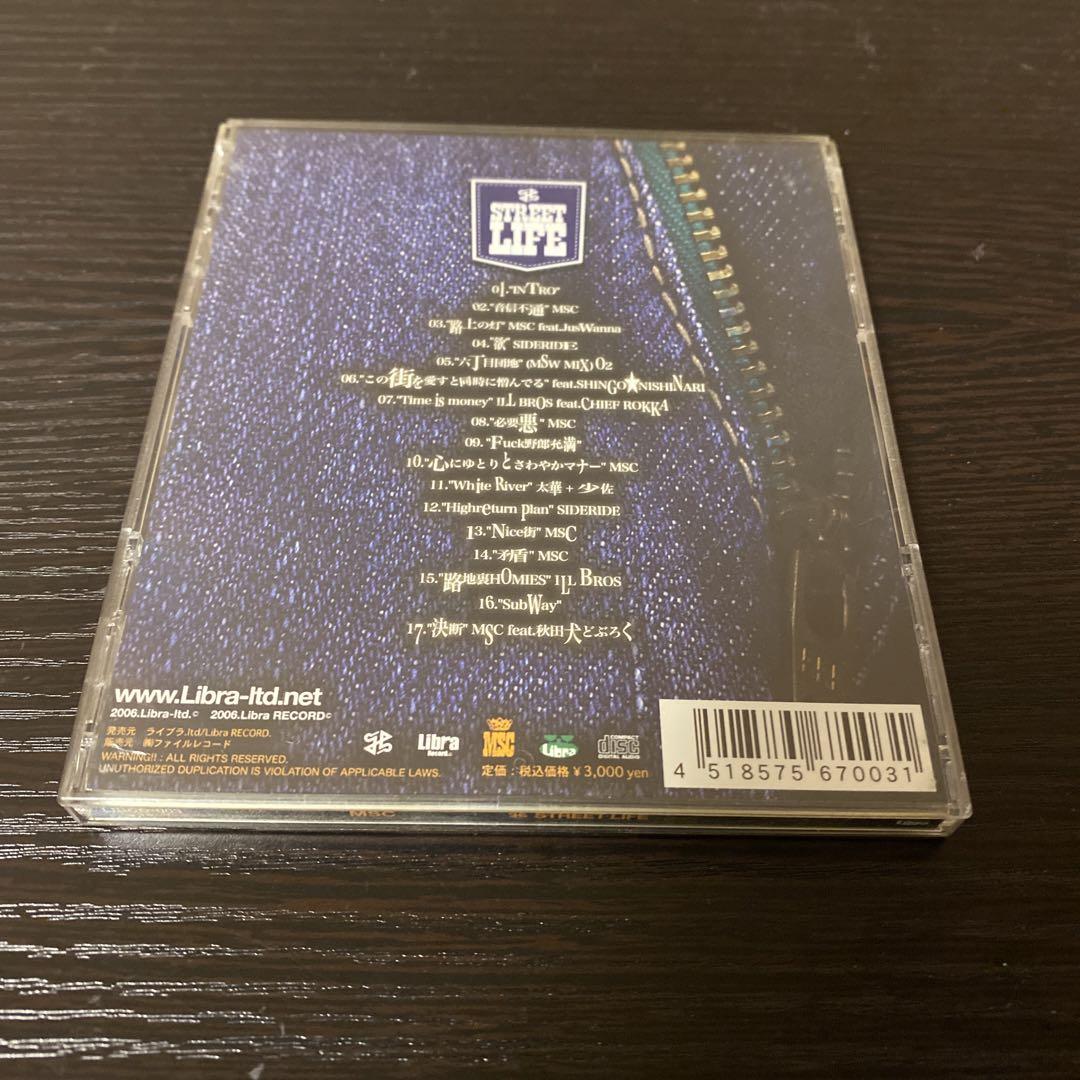 STREET
LIFE
01."INTRO"
02."音信不通" MSC
03."路上の灯" MSC feat.JusWanna
04."欲" SIDERIDE
05."六丁目団地" (MSW MIX) O2
06."この街を愛すと同時に憎んでる" feat.SHINGO★NISHINARI
07."Time is money" ILL BROS feat.CHIEF ROKKA
08."必要悪" MSC
09. "Fuck野郎充満"
10."心にゆとりとさわやかマナー" MSC
11."White River" 太華 + 少佐
12."Highreturn plan" SIDERIDE
13."Nice街" MSC
14."矛盾" MSC
15."路地裏HOMIES" ILL BROS
16."SubWay"
17."決断" MSC feat.秋田犬どぶろく
www.Libra-ltd.net
2006.Libra-ltd.© 2006.Libra RECORD©
発売元 ライブラ.ltd/Libra RECORD.
販売元 ㈱ファイルレコード
WARNING!! : ALL RIGHTS RESERVED.
UNAUTHORIZED DUPLICATION IS VIOLATION OF APPLICABLE LAWS.
Libra
Record.
MSC
Libra
COMPACT
disc
DIGITAL AUDIO
定価：税込価格￥3,000 yen
4 518575 670031
MSC STREET LIFE